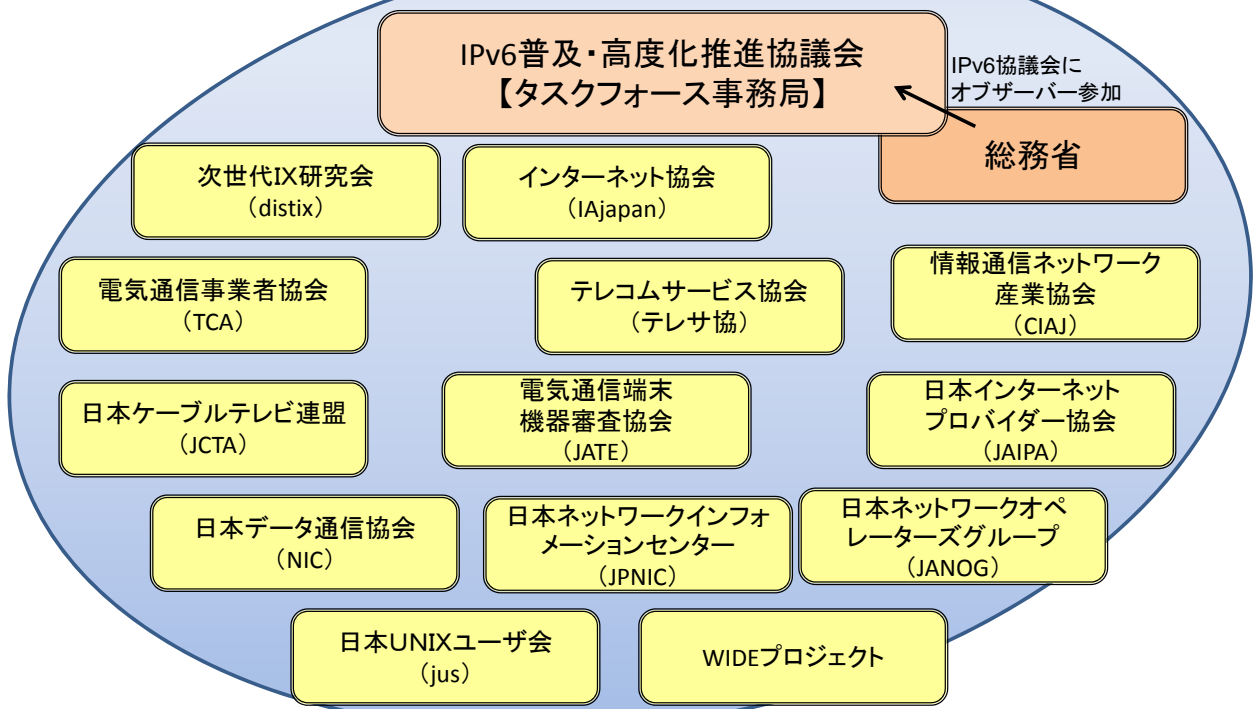 IPv6普及・高度化推進協議会
【タスクフォース事務局】
IPv6協議会に
オブザーバー参加
総務省
次世代IX研究会
（distix）
インターネット協会
（IAjapan）
電気通信事業者協会
（TCA）
テレコムサービス協会
（テレサ協）
情報通信ネットワーク
産業協会
（CIAJ）
日本ケーブルテレビ連盟
（JCTA）
電気通信端末
機器審査協会
（JATE）
日本インターネット
プロバイダー協会
（JAIPA）
日本データ通信協会
（NIC）
日本ネットワークインフォ
メーションセンター
（JPNIC）
日本ネットワークオペ
レーターズグループ
（JANOG）
日本UNIXユーザ会
（jus）
WIDEプロジェクト